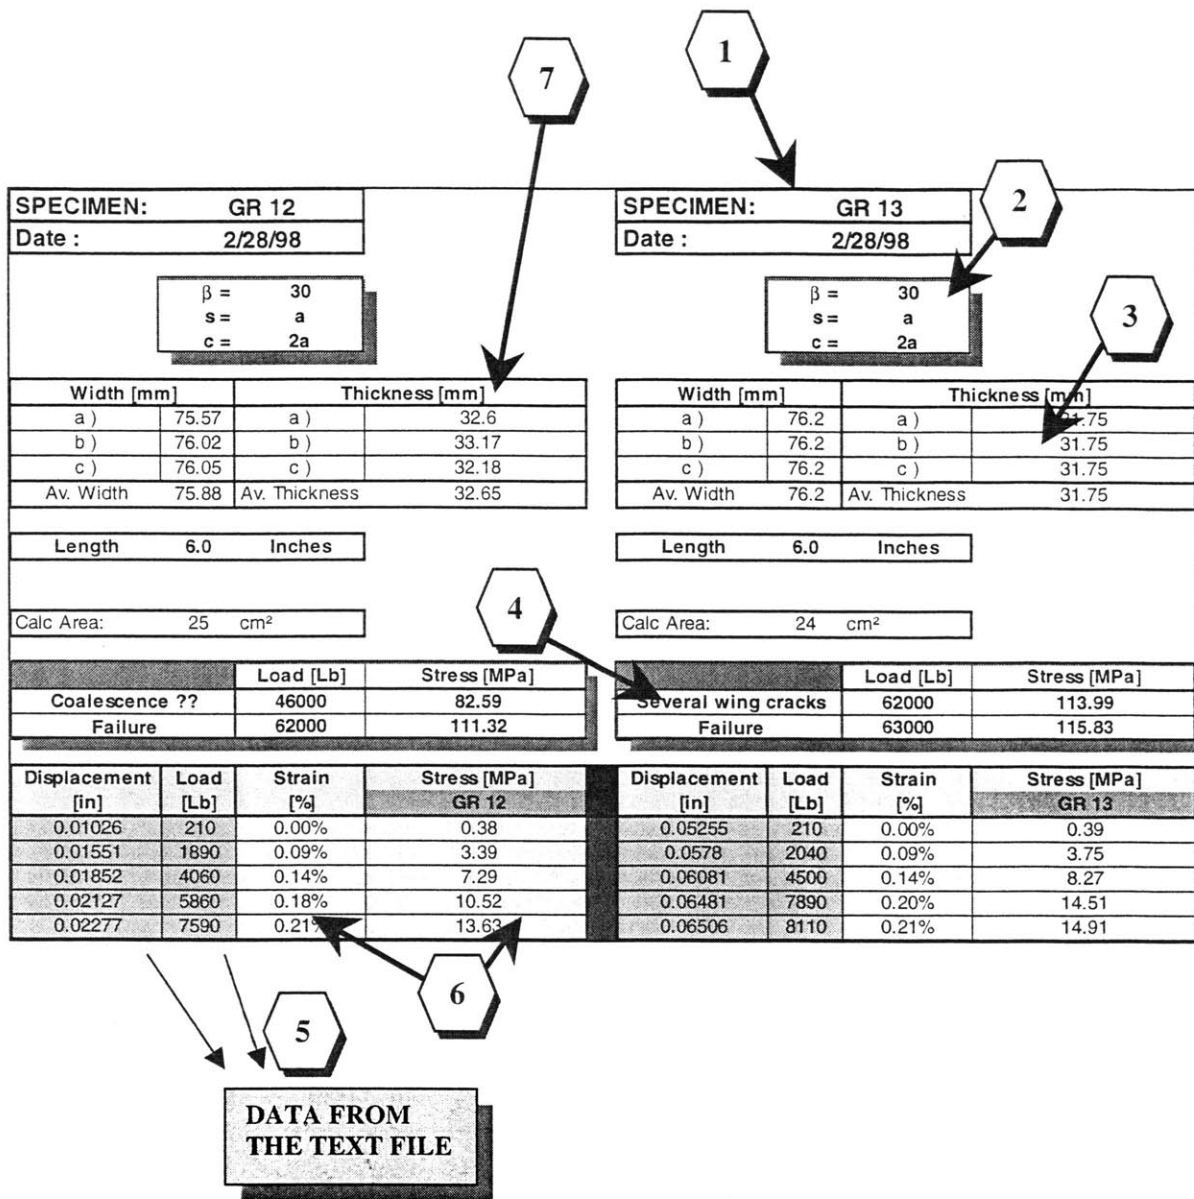 7
1
SPECIMEN: GR 12
Date : 2/28/98
β = 30
s = a
c = 2a
Width [mm] Thickness [mm]
a ) 75.57 a ) 32.6
b ) 76.02 b ) 33.17
c ) 76.05 c ) 32.18
Av. Width 75.88 Av. Thickness 32.65
Length 6.0 Inches
Calc Area: 25 cm²
Load [Lb] Stress [MPa]
Coalescence ?? 46000 82.59
Failure 62000 111.32
Displacement Load Strain Stress [MPa]
[in] [Lb] [%] GR 12
0.01026 210 0.00% 0.38
0.01551 1890 0.09% 3.39
0.01852 4060 0.14% 7.29
0.02127 5860 0.18% 10.52
0.02277 7590 0.21% 13.63
SPECIMEN: GR 13
Date : 2/28/98
2
β = 30
s = a
c = 2a
3
Width [mm] Thickness [mm]
a ) 76.2 a ) 31.75
b ) 76.2 b ) 31.75
c ) 76.2 c ) 31.75
Av. Width 76.2 Av. Thickness 31.75
Length 6.0 Inches
4
Calc Area: 24 cm²
Load [Lb] Stress [MPa]
Several wing cracks 62000 113.99
Failure 63000 115.83
Displacement Load Strain Stress [MPa]
[in] [Lb] [%] GR 13
0.05255 210 0.00% 0.39
0.0578 2040 0.09% 3.75
0.06081 4500 0.14% 8.27
0.06481 7890 0.20% 14.51
0.06506 8110 0.21% 14.91
6
5
DATA FROM
THE TEXT FILE